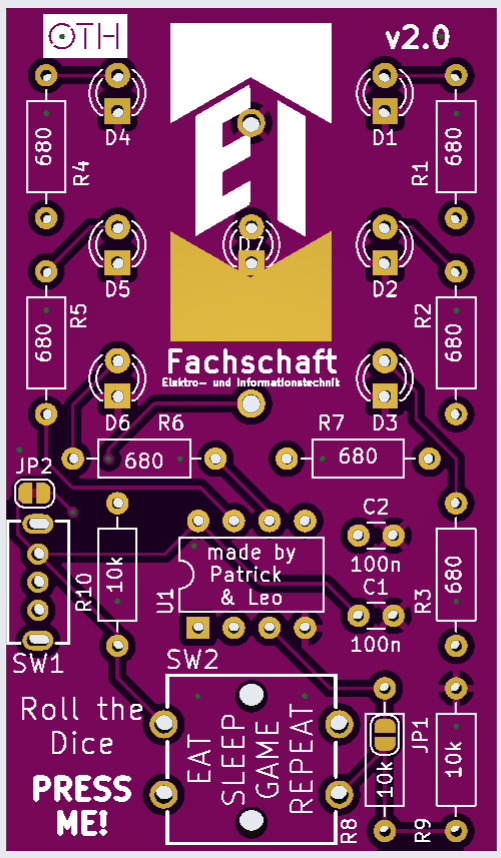 OTH
v2.0
D4
D1
680
R4
680
R1
EI
D7
D5
D2
680
R5
680
R2
Fachschaft
Elektro- und Informationstechnik
D6
D3
R6
R7
680
680
JP2
C2
100n
made by
Patrick
& Leo
U1
10k
R10
C1
100n
680
R3
SW1
SW2
Roll the
Dice
EAT
SLEEP
GAME
REPEAT
JP1
10k
10k
PRESS
ME!
R8
R9